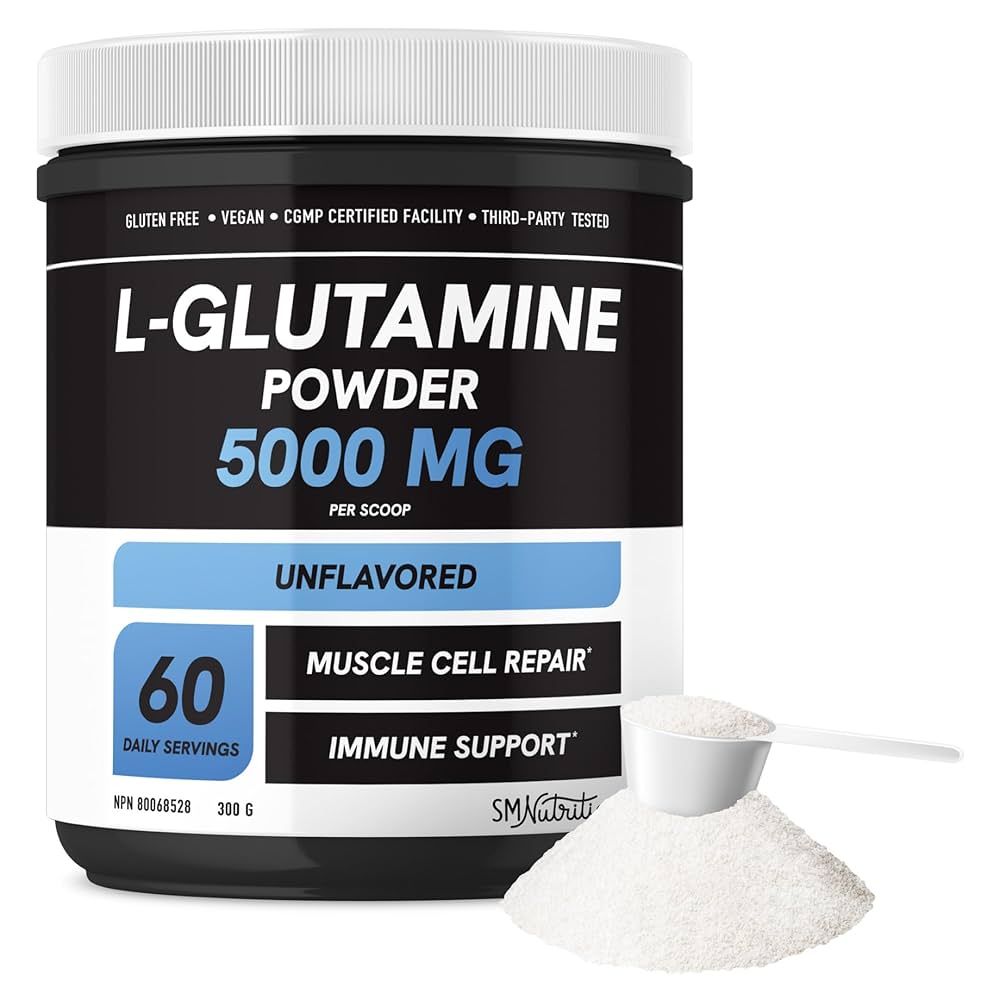 GLUTEN FREE • VEGAN • CGMP CERTIFIED FACILITY • THIRD-PARTY TESTED
L-GLUTAMINE
POWDER
5000 MG
PER SCOOP
UNFLAVORED
60
DAILY SERVINGS
MUSCLE CELL REPAIR*
IMMUNE SUPPORT*
NPN 80068528 300 G